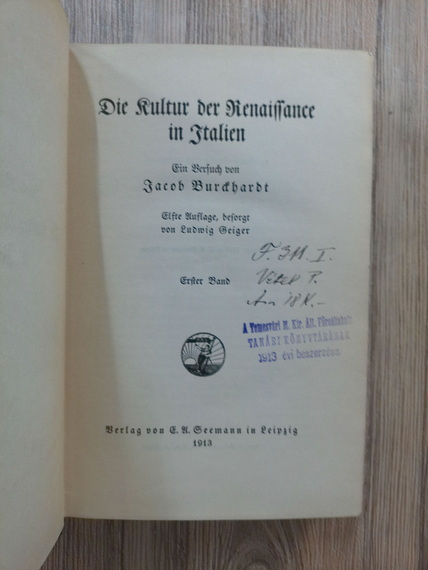 Die Kultur der Renaissance
in Italien
Ein Versuch von
Jacob Burckhardt
Elfte Auflage, besorgt
von Ludwig Geiger
Erster Band
Vétel P.
A Temesvári M. Kir. Áll. Főreáliskola
TANÁRI KÖNYVTÁRÁNAK
1913 évi beszerzése.
Verlag von E. A. Seemann in Leipzig
1913